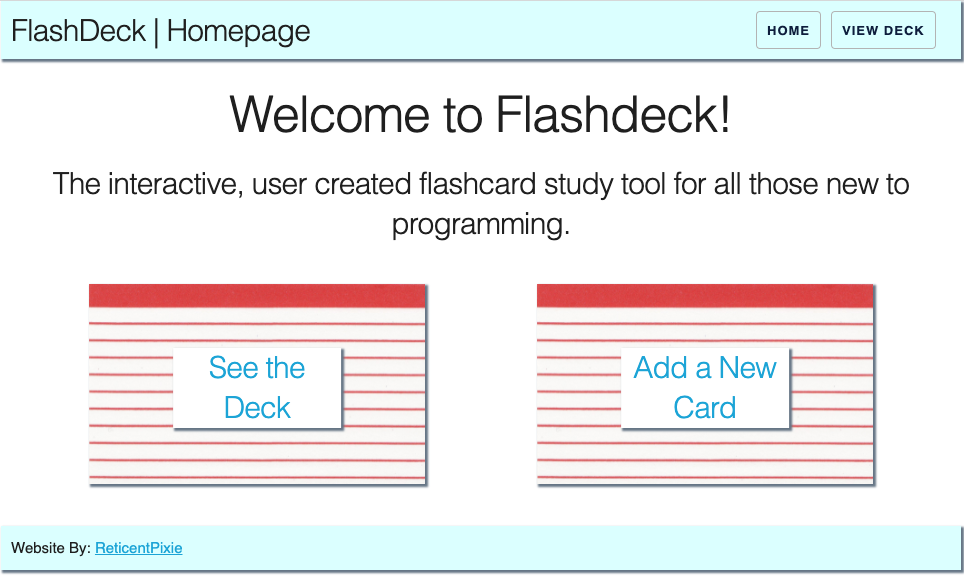 FlashDeck | Homepage
HOME
VIEW DECK
Welcome to Flashdeck!
The interactive, user created flashcard study tool for all those new to
programming.
See the
Deck
Add a New
Card
Website By: ReticentPixie